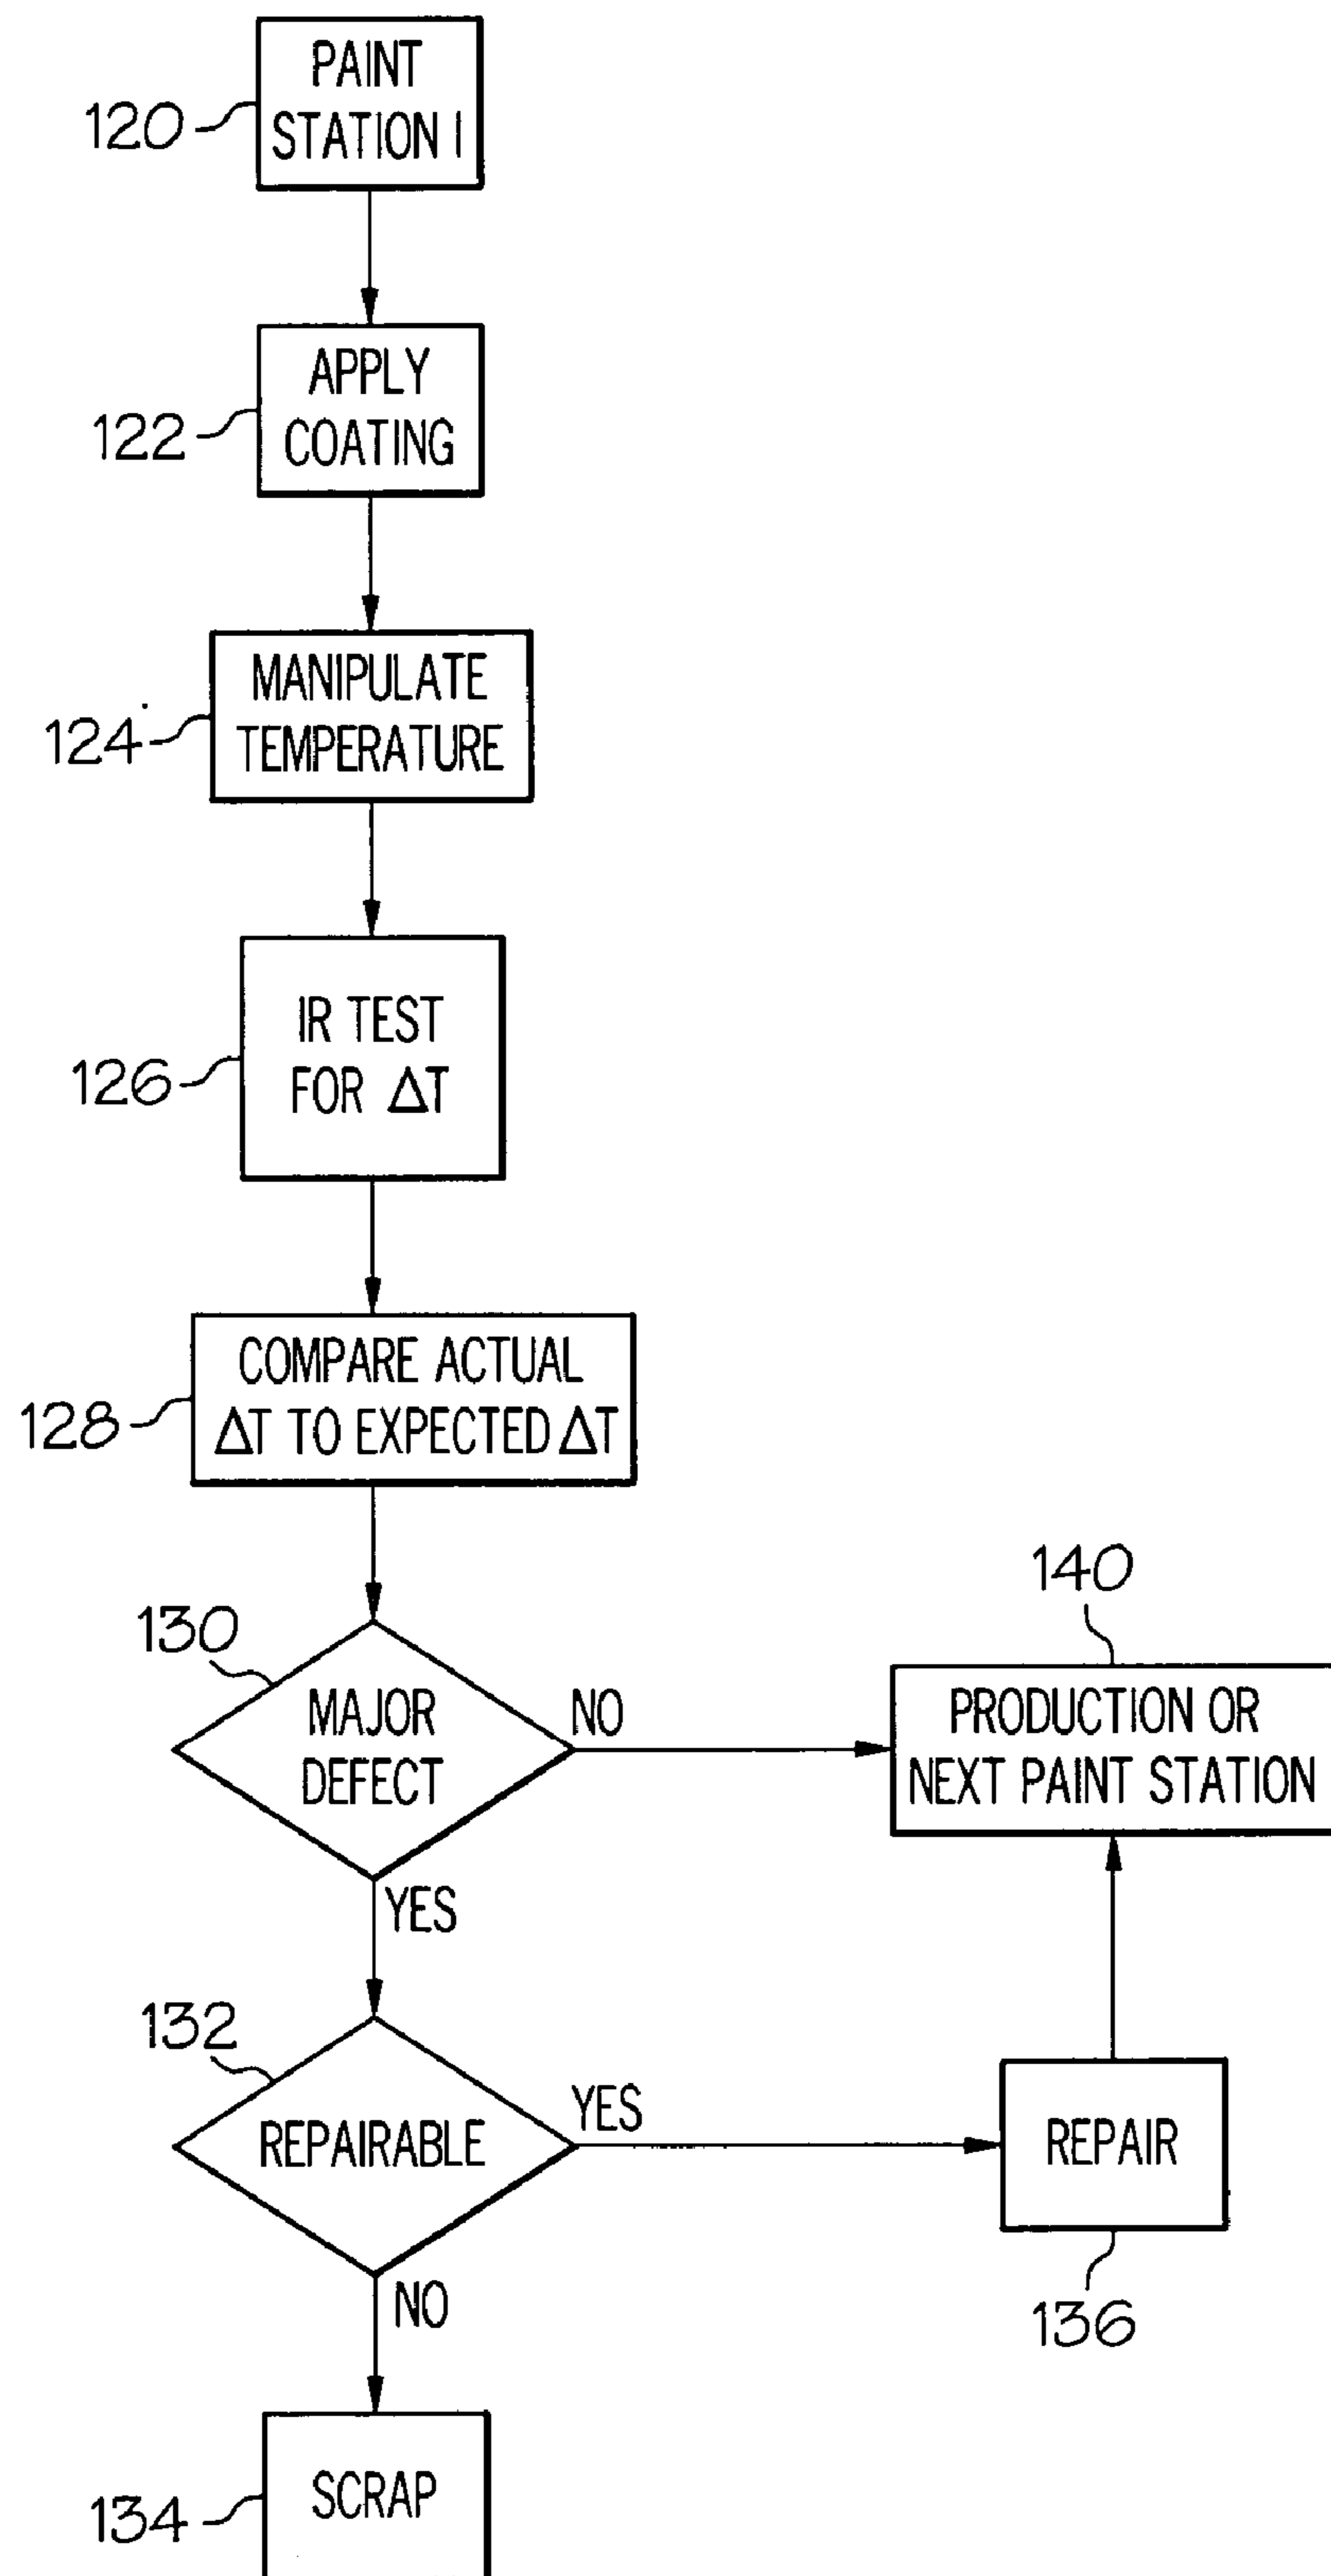 PAINT
STATION 1
120
APPLY
COATING
122
MANIPULATE
TEMPERATURE
124
IR TEST
FOR ΔT
126
COMPARE ACTUAL
ΔT TO EXPECTED ΔT
128
130
MAJOR
DEFECT
NO
YES
140
PRODUCTION OR
NEXT PAINT STATION
132
REPAIRABLE
YES
NO
REPAIR
136
SCRAP
134